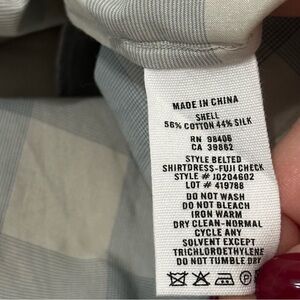 MADE IN CHINA
SHELL
56% COTTON 44% SILK
RN 98406
CA 39862
STYLE BELTED
SHIRTDRESS-FUJI CHECK
STYLE # JO204602
LOT # 419788
DO NOT WASH
DO NOT BLEACH
IRON WARM
DRY CLEAN-NORMAL
CYCLE ANY
SOLVENT EXCEPT
TRICHLOROETHYLENE
DO NOT TUMBLE DRY